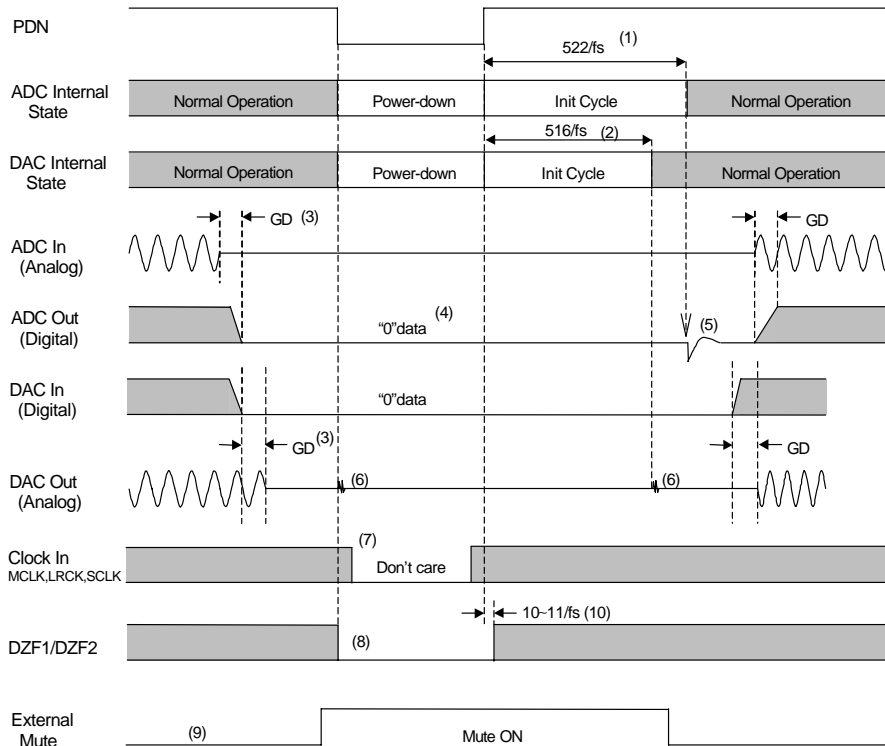 PDN
522/fs (1)
ADC Internal
State
Normal Operation
Power-down
Init Cycle
Normal Operation
516/fs (2)
DAC Internal
State
Normal Operation
Power-down
Init Cycle
Normal Operation
GD (3)
GD
ADC In
(Analog)
ADC Out
(Digital)
“0”data (4)
(5)
DAC In
(Digital)
“0”data
GD (3)
GD
DAC Out
(Analog)
(6)
(6)
Clock In
MCLK,LRCK,SCLK
(7)
Don’t care
10~11/fs (10)
DZF1/DZF2
(8)
External
Mute
(9)
Mute ON